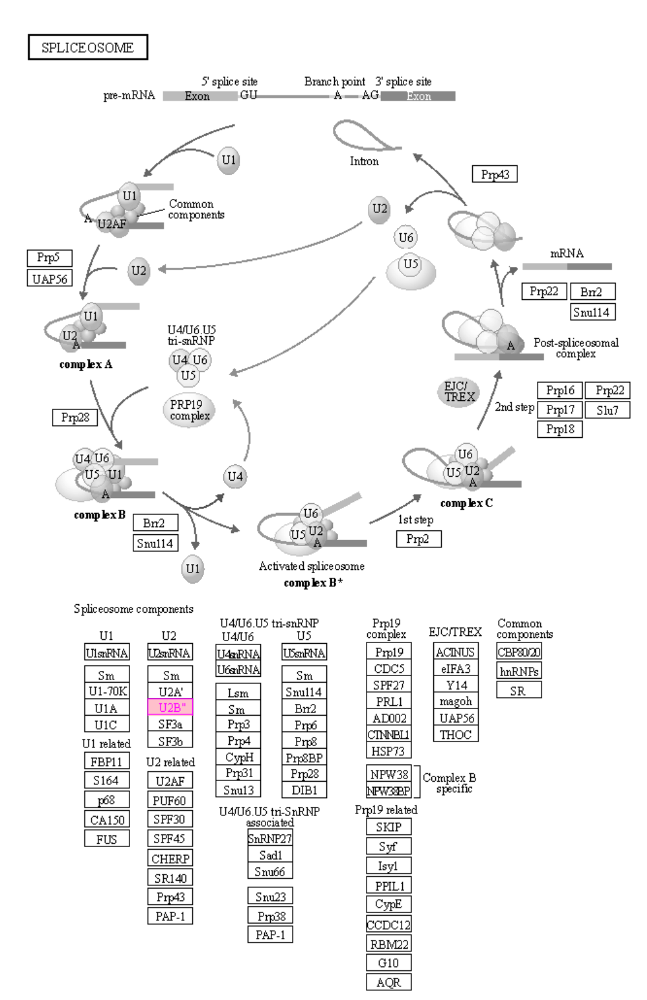 SPLICEOSOME
5' splice site
Branch point
3' splice site
pre-mRNA
Exon
GU
A
AG
Exon
U1
Intron
Prp43
U1
Common
components
A
U2AF
U2
U6
U5
mRNA
Prp5
UAP56
U2
Prp22
Brr2
Snu114
U1
U2
A
complex A
U4/U6.U5
tri-snRNP
U4
U6
U5
PRP19
complex
A
Post-spliceosomal
complex
EJC/
TREX
2nd step
Prp16
Prp22
Prp17
Slu7
Prp18
Prp28
U4
U6
U5
U1
A
complex B
U4
Brr2
Snu114
U1
U6
U5
U2
A
Activated spliceosome
complex B*
1st step
Prp2
U6
U5
U2
A
complex C
Spliceosome components
U1
U1snRNA
Sm
U1-70K
U1A
U1C
U1 related
FBP11
S164
p68
CA150
FUS
U2
U2snRNA
Sm
U2A'
U2B"
SF3a
SF3b
U2 related
U2AF
PUF60
SPF30
SPF45
CHERP
SR140
Prp43
PAP-1
U4/U6.U5 tri-snRNP
U4/U6
U4snRNA
U6snRNA
Lsm
Sm
Prp3
Prp4
CypH
Prp31
Snu13
U5
U5snRNA
Sm
Snu114
Brr2
Prp6
Prp8
Prp8BP
Prp28
DIB1
U4/U6.U5 tri-SnRNP
associated
SnRNP27
Sad1
Snu66
Snu23
Prp38
PAP-1
Prp19
complex
Prp19
CDC5
SPF27
PRL1
AD002
CTNNBL1
HSP73
NPW38
NPW38BP
Complex B
specific
Prp19 related
SKIP
Syf
Isy1
PPIL1
CypE
CCDC12
RBM22
G10
AQR
EJC/TREX
ACINUS
eIFA3
Y14
magoh
UAP56
THOC
Common
components
CBP80/20
hnRNPs
SR